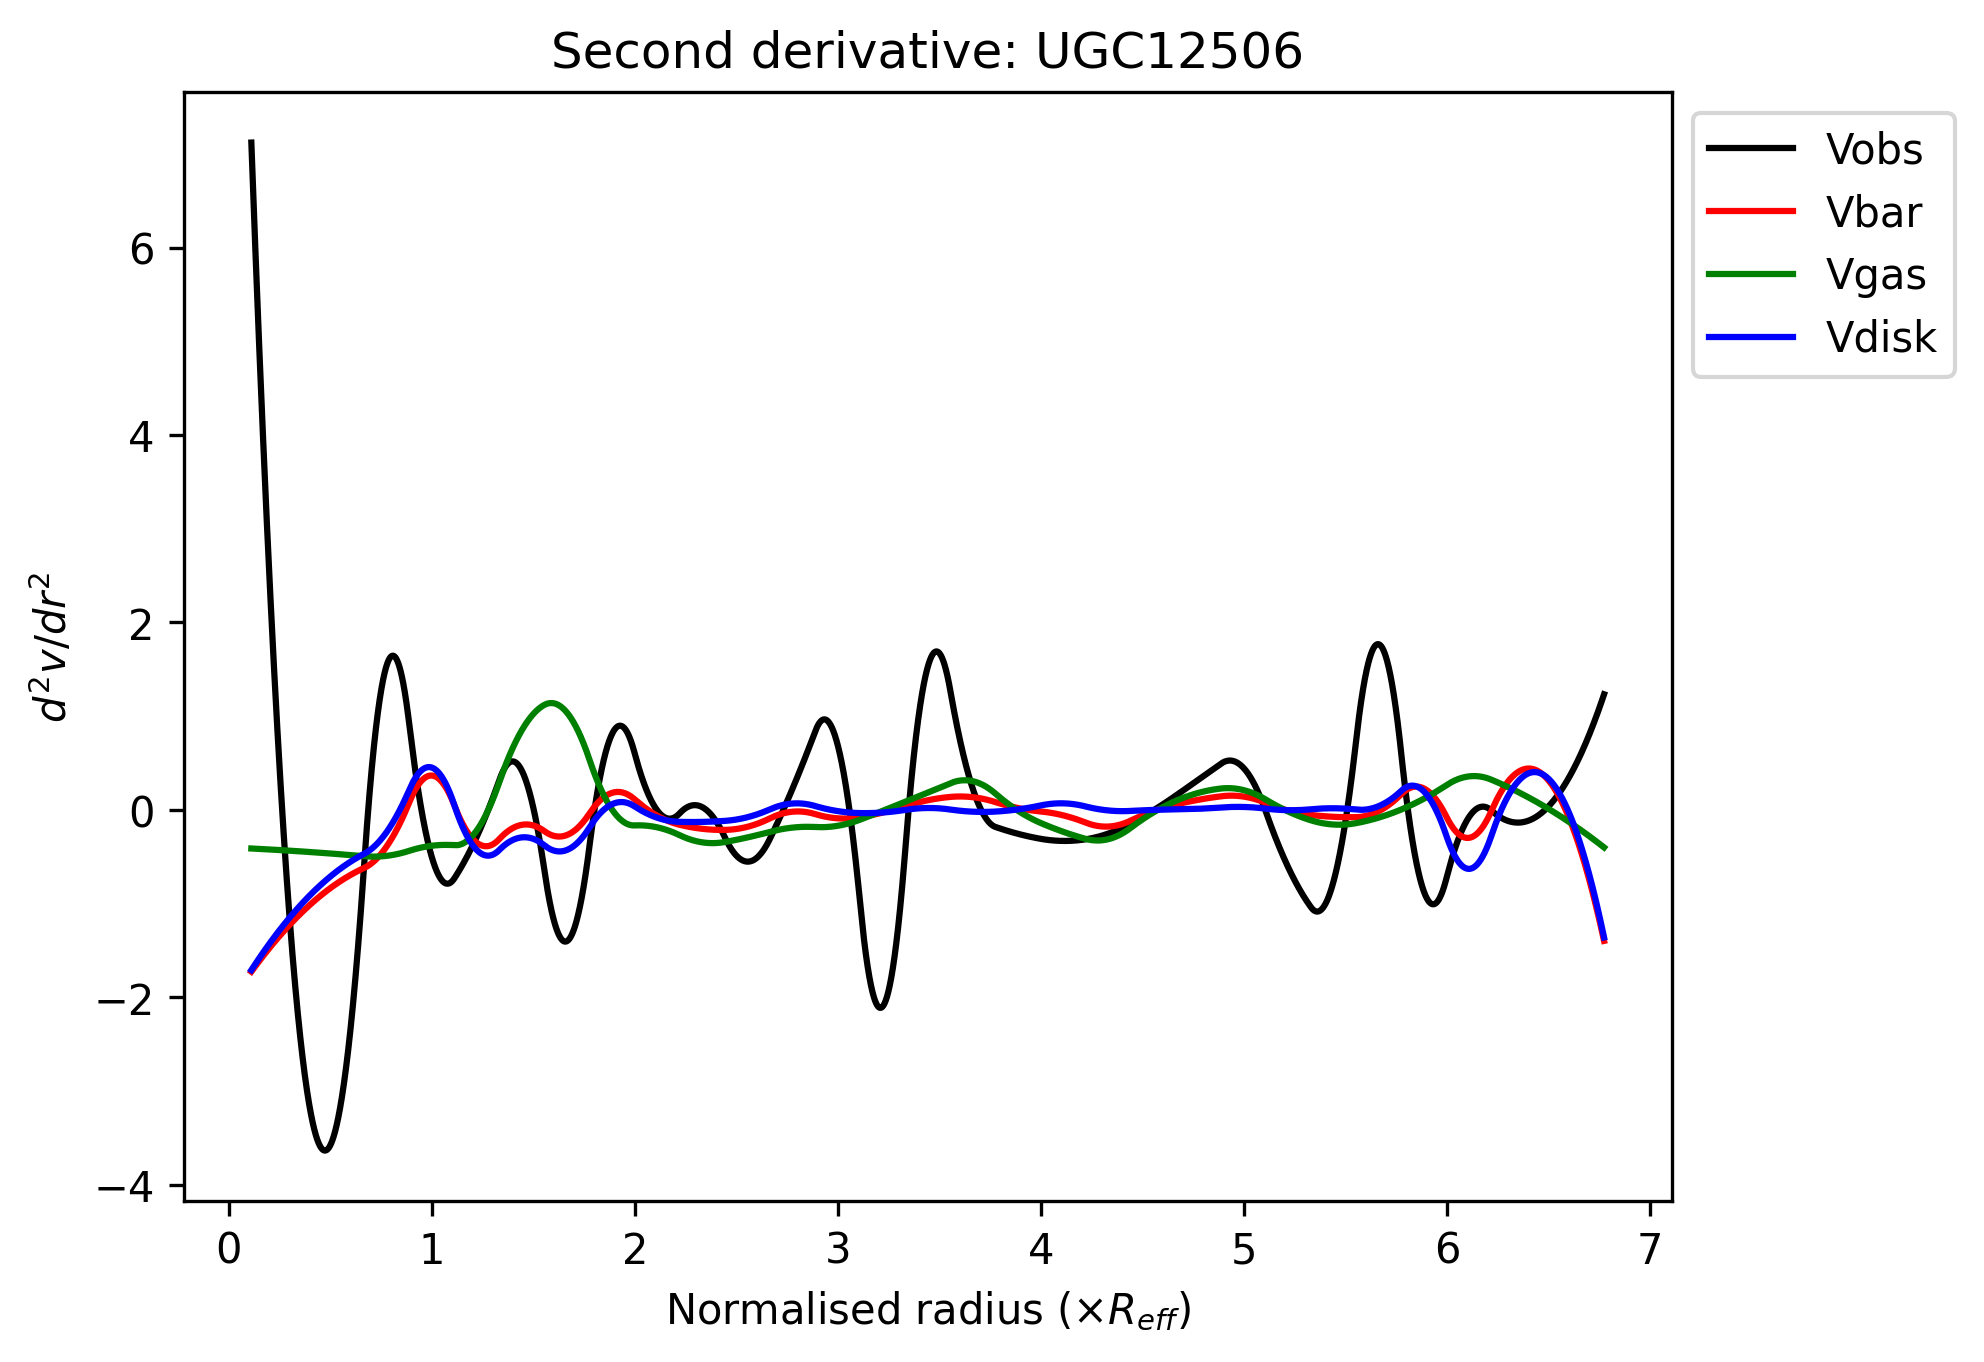 Second derivative: UGC12506
Vobs
Vbar
Vgas
Vdisk
6
4
2
0
−2
−4
d²v/dr²
0 1 2 3 4 5 6 7
Normalised radius (×R_eff)